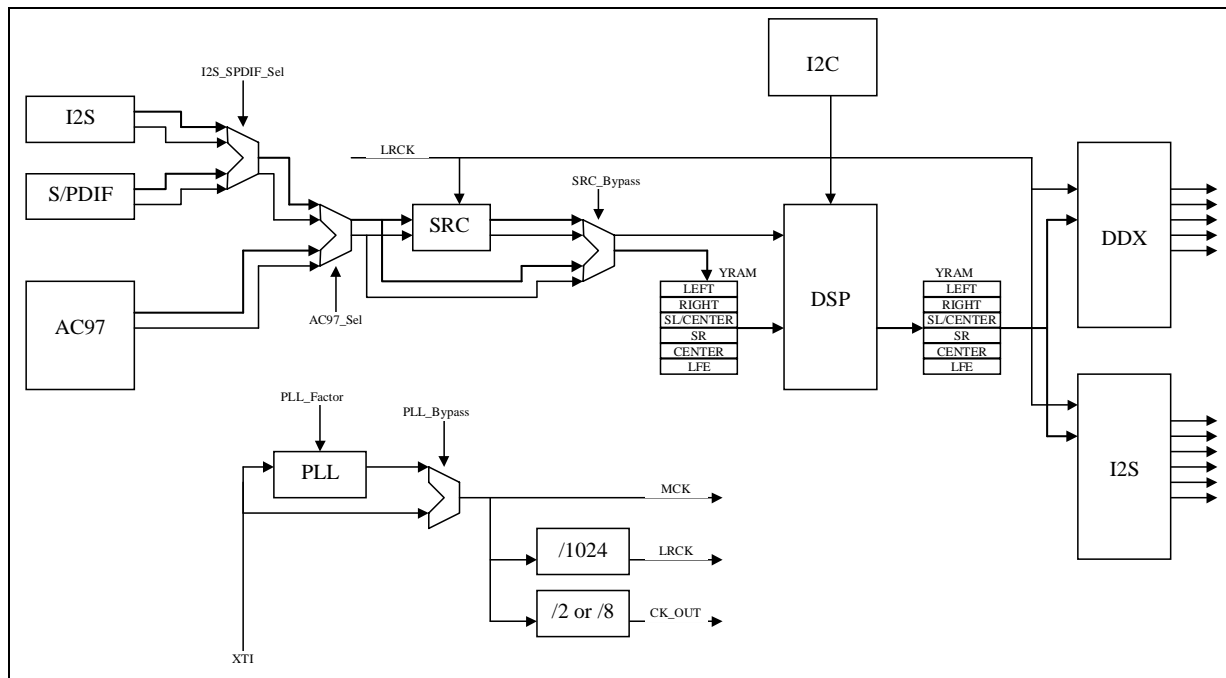 I2C
I2S_SPDIF_Sel
I2S
S/PDIF
LRCK
SRC_Bypass
SRC
DDX
YRAM
LEFT
RIGHT
SL/CENTER
SR
CENTER
LFE
DSP
YRAM
LEFT
RIGHT
SL/CENTER
SR
CENTER
LFE
AC97
AC97_Sel
PLL_Factor
PLL_Bypass
PLL
I2S
MCK
/1024
LRCK
/2 or /8
CK_OUT
XTI